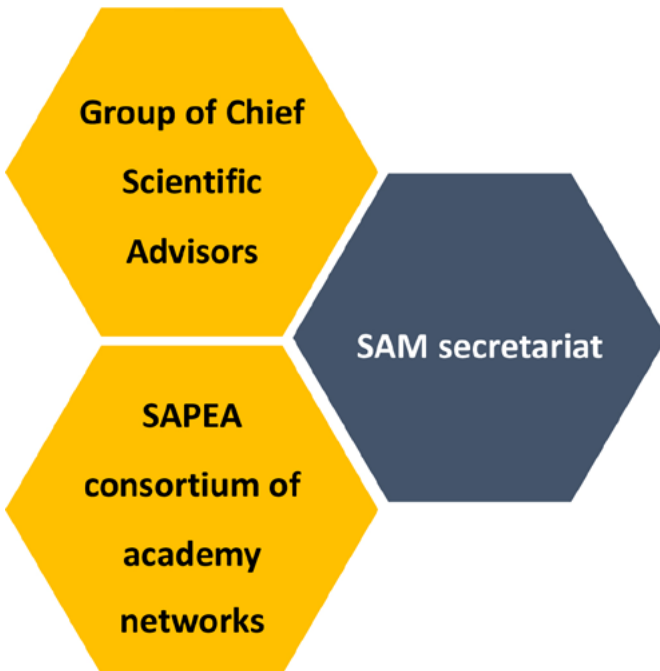 Group of Chief
Scientific
Advisors
SAM secretariat
SAPEA
consortium of
academy
networks